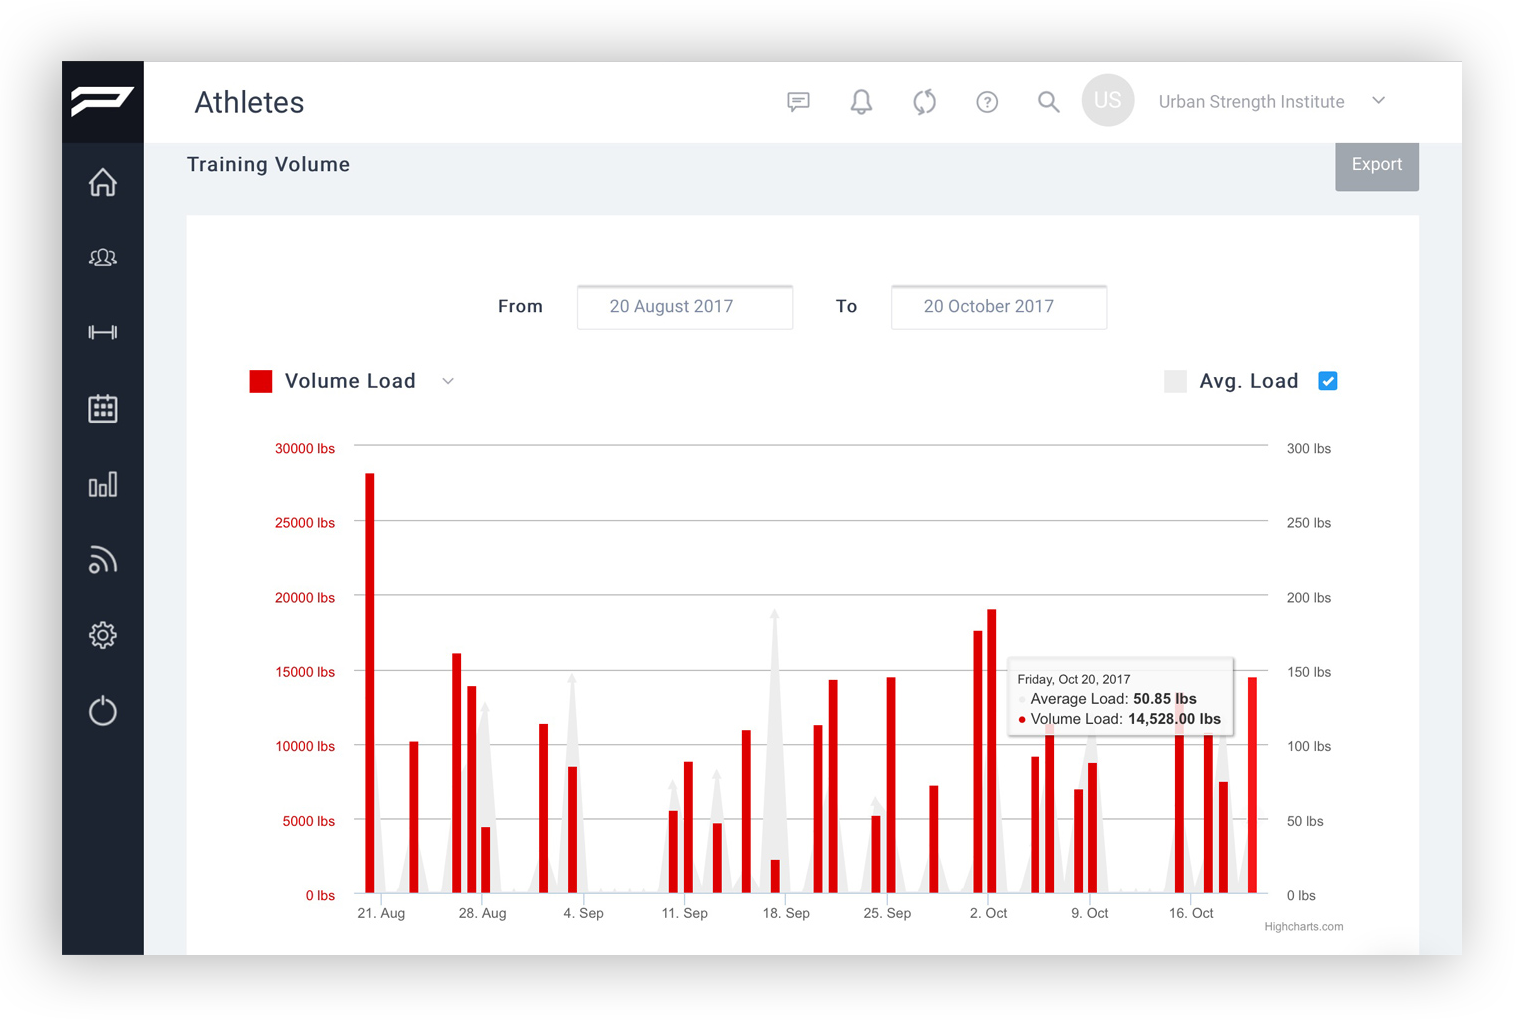 Athletes
US
Urban Strength Institute
Training Volume
Export
From
20 August 2017
To
20 October 2017
Volume Load
Avg. Load
30000 lbs
300 lbs
25000 lbs
250 lbs
20000 lbs
200 lbs
15000 lbs
150 lbs
Friday, Oct 20, 2017
Average Load: 50.85 lbs
Volume Load: 14,528.00 lbs
10000 lbs
100 lbs
5000 lbs
50 lbs
0 lbs
0 lbs
21. Aug
28. Aug
4. Sep
11. Sep
18. Sep
25. Sep
2. Oct
9. Oct
16. Oct
Highcharts.com